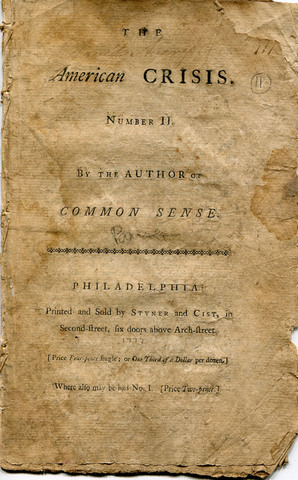 THE
American CRISIS.
NUMBER II.
BY THE AUTHOR OF
COMMON SENSE.
PHILADELPHIA:
Printed and Sold by STYNER and CIST, in
Second-street, six doors above Arch-street.
1777
[Price Four-pence single; or One Third of a Dollar per dozen.]
Where also may be had No. I. [Price Two-pence.]